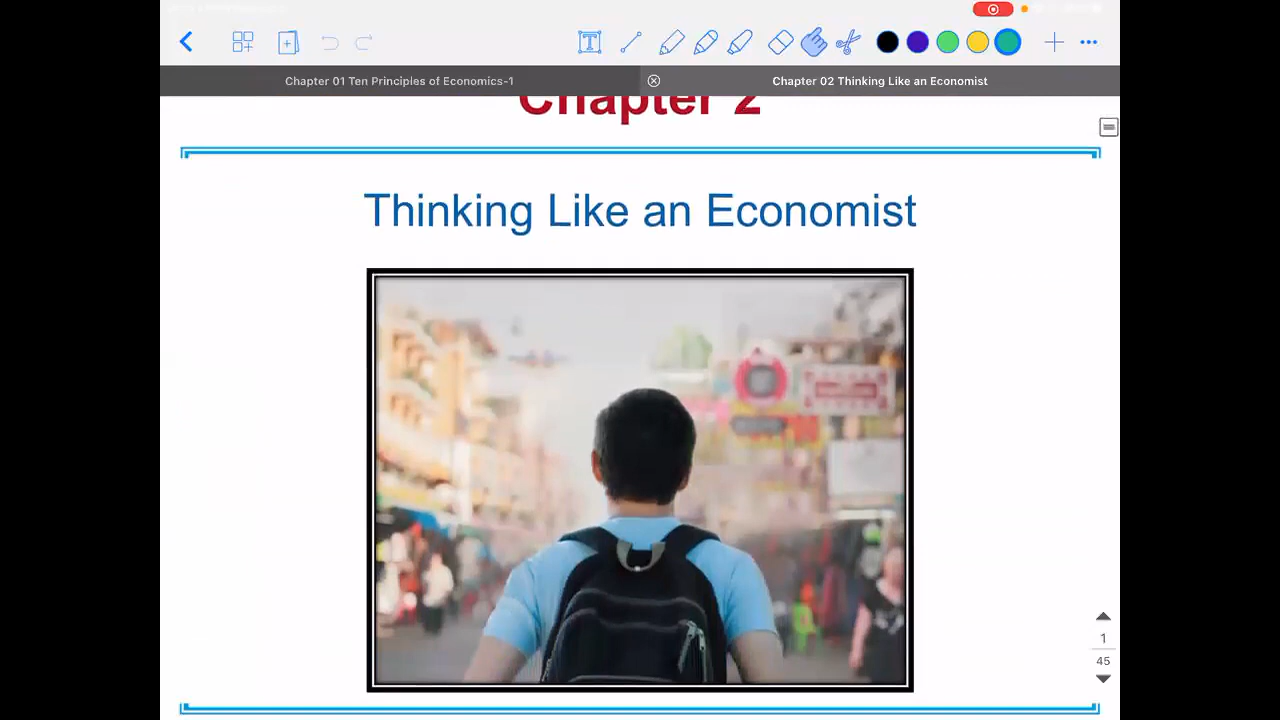 Chapter 01 Ten Principles of Economics-1
Chapter 02 Thinking Like an Economist
Chapter 2
Thinking Like an Economist
1
45